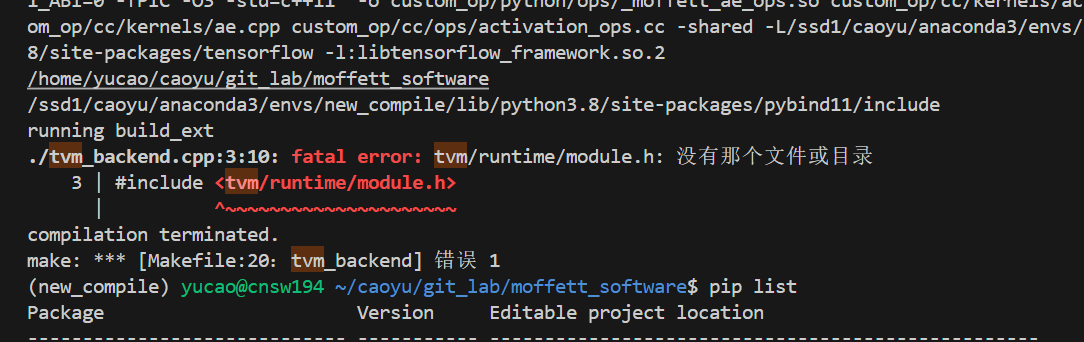 1_ABI=0 -fPIC -O3 -std=c++11 -o custom_op/python/ops/_moffett_ae_ops.so custom_op/cc/kernels/ac
om_op/cc/kernels/ae.cpp custom_op/cc/ops/activation_ops.cc -shared -L/ssd1/caoyu/anaconda3/envs/
8/site-packages/tensorflow -l:libtensorflow_framework.so.2
/home/yucao/caoyu/git_lab/moffett_software
/ssd1/caoyu/anaconda3/envs/new_compile/lib/python3.8/site-packages/pybind11/include
running build_ext
./tvm_backend.cpp:3:10: fatal error: tvm/runtime/module.h: 没有那个文件或目录
3 | #include <tvm/runtime/module.h>
| ^~~~~~~~~~~~~~~~~~~~~~
compilation terminated.
make: *** [Makefile:20：tvm_backend] 错误 1
(new_compile) yucao@cnsw194 ~/caoyu/git_lab/moffett_software$ pip list
Package Version Editable project location
---------------------------- ----------- --------------------------------------------------